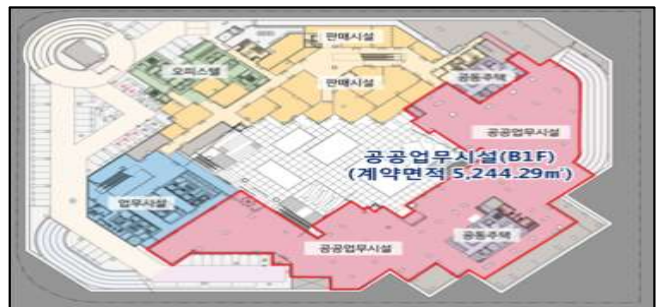 판매시설
오피스텔
판매시설
공동주택
공공업무시설
공공업무시설(B1F)
(계약면적 5,244.29㎡)
업무시설
공공업무시설
공동주택